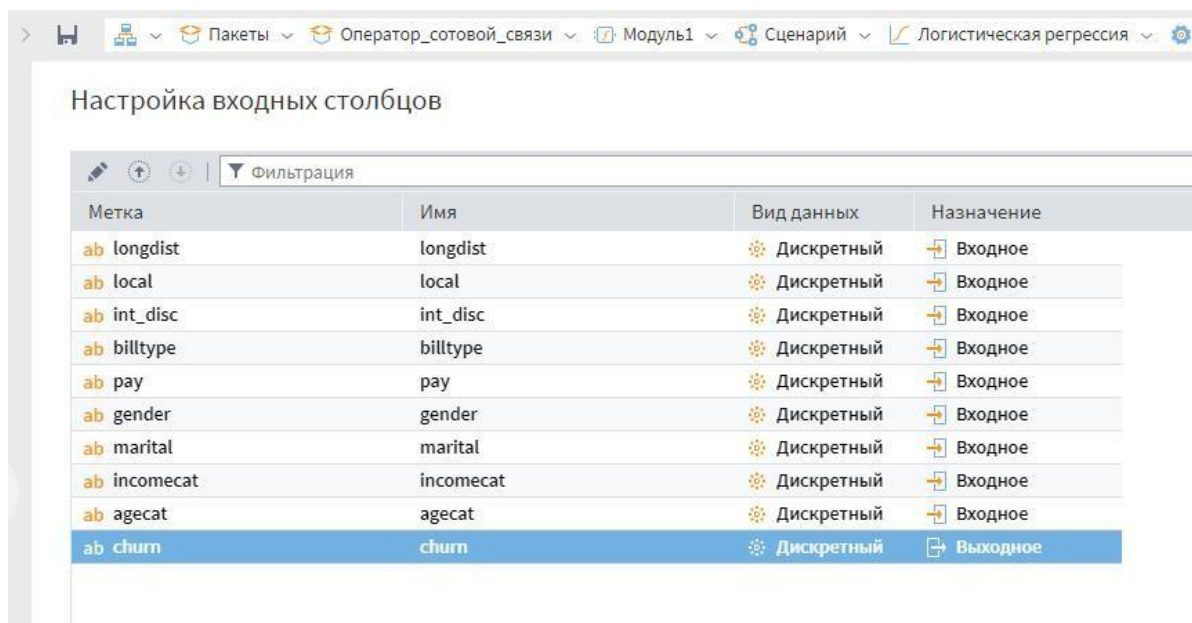 Пакеты Оператор_сотовой_связи Модуль1 Сценарий Логистическая регрессия
Настройка входных столбцов
Фильтрация
Метка Имя Вид данных Назначение
ab longdist longdist Дискретный Входное
ab local local Дискретный Входное
ab int_disc int_disc Дискретный Входное
ab billtype billtype Дискретный Входное
ab pay pay Дискретный Входное
ab gender gender Дискретный Входное
ab marital marital Дискретный Входное
ab incomecat incomecat Дискретный Входное
ab agecat agecat Дискретный Входное
ab churn churn Дискретный Выходное